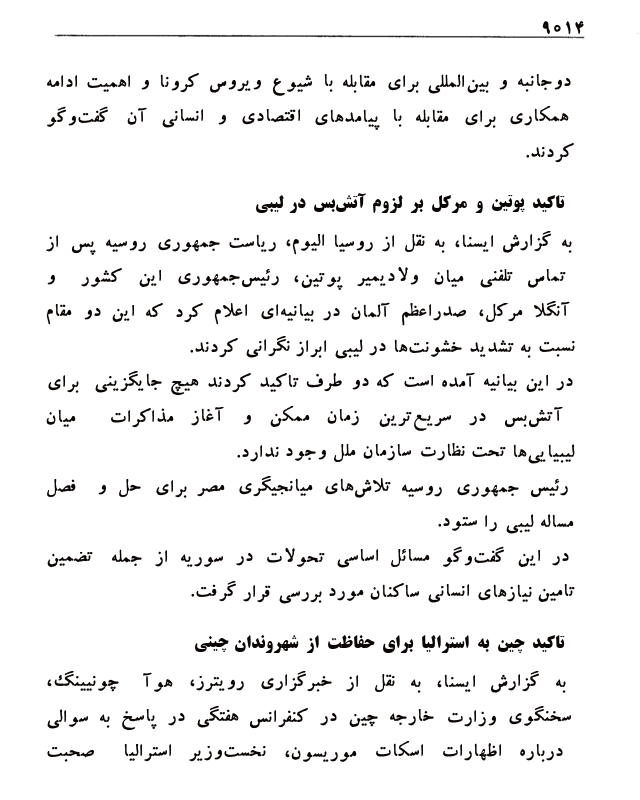 ۹۰۱۴
دوجانبه و بین‌المللی برای مقابله با شیوع ویروس کرونا و اهمیت ادامه
همکاری برای مقابله با پیامدهای اقتصادی و انسانی آن گفت‌وگو
کردند.
تاکید پوتین و مرکل بر لزوم آتش‌بس در لیبی
به گزارش ایسنا، به نقل از روسیا الیوم، ریاست جمهوری روسیه پس از
تماس تلفنی میان ولادیمیر پوتین، رئیس‌جمهوری این کشور و
آنگلا مرکل، صدراعظم آلمان در بیانیه‌ای اعلام کرد که این دو مقام
نسبت به تشدید خشونت‌ها در لیبی ابراز نگرانی کردند.
در این بیانیه آمده است که دو طرف تاکید کردند هیچ جایگزینی برای
آتش‌بس در سریع‌ترین زمان ممکن و آغاز مذاکرات میان
لیبیایی‌ها تحت نظارت سازمان ملل وجود ندارد.
رئیس جمهوری روسیه تلاش‌های میانجیگری مصر برای حل و فصل
مساله لیبی را ستود.
در این گفت‌وگو مسائل اساسی تحولات در سوریه از جمله تضمین
تامین نیازهای انسانی ساکنان مورد بررسی قرار گرفت.
تاکید چین به استرالیا برای حفاظت از شهروندان چینی
به گزارش ایسنا، به نقل از خبرگزاری رویترز، هوآ چونیینگ،
سخنگوی وزارت خارجه چین در کنفرانس هفتگی در پاسخ به سوالی
درباره اظهارات اسکات موریسون، نخست‌وزیر استرالیا صحبت